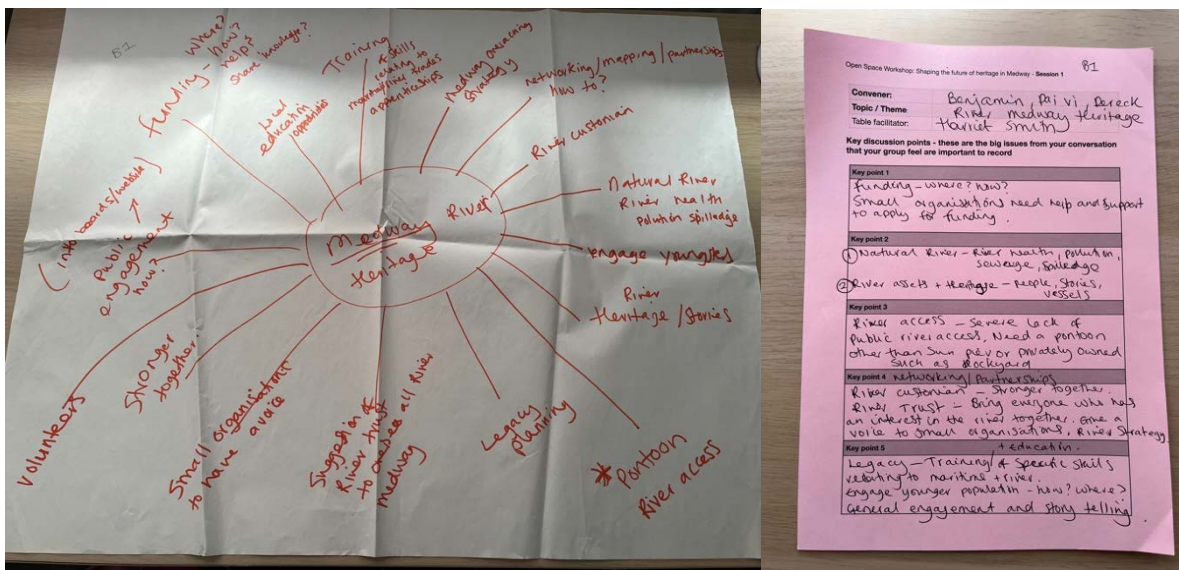 B1
Funding - where?
how?
helps
share knowledge?
Local
education
opportunities
Training
& skills
relating to
maritime/river trades
apprenticeships
Medway overarching
strategy
networking/mapping/partnerships
how to?
River custonian
Natural River
River health
polution spilladge
engage youngsters
River
Heritage/Stories
* Pontoon
River access
Legacy
planning
Suggestion of
River trust
to oversea all River
medway
Small organisations
to have a voice
Stronger
together.
Volunteers
(into boards/website)
Public
engagement
how?
Medway River
Heritage
B1
Open Space Workshop: Shaping the future of heritage in Medway - Session 1
Convener: Benjamin, Paivi, Dereck
Topic / Theme River medway Heritage
Table facilitator: Harriet Smith
Key discussion points - these are the big issues from your conversation
that your group feel are important to record
Key point 1
Funding - where? how?
Small organisations need help and support
to apply for funding.
Key point 2
① Natural River - River health, pollution,
sewage, spilledge
② River assets + Heritage - people, stories,
vessels
Key point 3
River access - Severe lack of
public river access, Need a pontoon
other than Sun Pier or privately owned
such as Dockyard
Key point 4 networking/Partnerships
River custonian - Stronger together.
River Trust - Bring everyone who has
an interest in the river together. Give a
voice to small organisations, River Strategy
Key point 5 + education.
Legacy - Training/of specific skills
relating to maritime + river.
Engage younger population - how? where?
General engagement and story telling